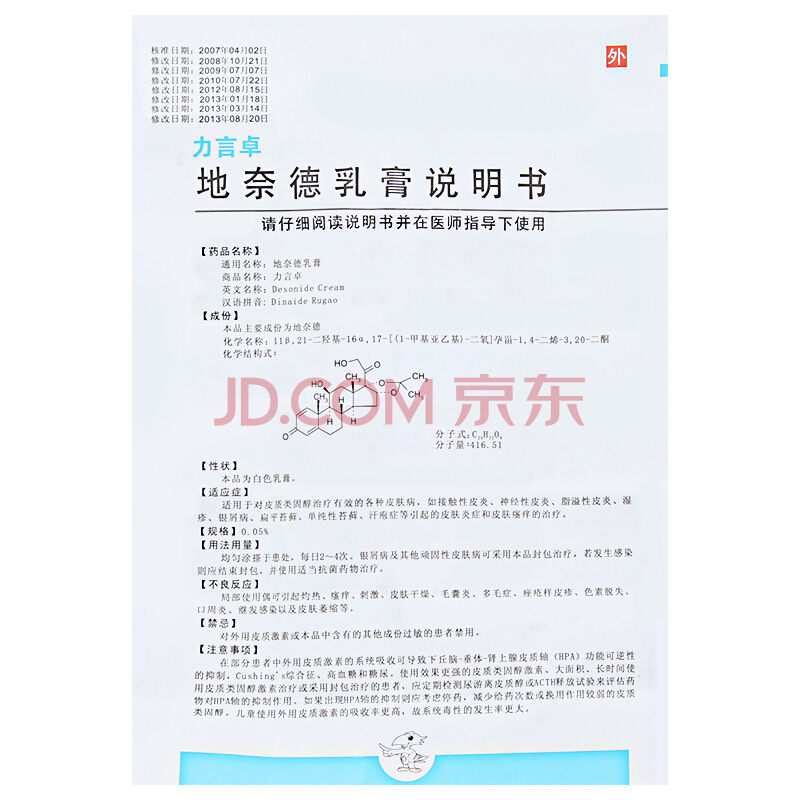 核准日期：2007年04月02日
修改日期：2008年10月21日
修改日期：2009年07月07日
修改日期：2010年07月22日
修改日期：2012年08月15日
修改日期：2013年01月18日
修改日期：2013年03月14日
修改日期：2013年08月20日
外
力言卓
地奈德乳膏说明书
请仔细阅读说明书并在医师指导下使用
【药品名称】
通用名称：地奈德乳膏
商品名称：力言卓
英文名称：Desonide Cream
汉语拼音：Dinaide Rugao
【成份】
本品主要成份为地奈德
化学名称：11β,21-二羟基-16α,17-[(1-甲基亚乙基)-二氧]孕甾-1,4-二烯-3,20-二酮
化学结构式：
HO
O
CH₃
HO
CH₃
H
H
H
O
O
CH₃
CH₃
O
JD.COM 京东
分子式：C₂₄H₃₂O₆
分子量：416.51
【性状】
本品为白色乳膏。
【适应症】
适用于对皮质类固醇治疗有效的各种皮肤病，如接触性皮炎、神经性皮炎、脂溢性皮炎、湿
疹、银屑病、扁平苔藓、单纯性苔藓、汗疱症等引起的皮肤炎症和皮肤瘙痒的治疗。
【规格】0.05%
【用法用量】
均匀涂搽于患处，每日2～4次。银屑病及其他顽固性皮肤病可采用本品封包治疗，若发生感染
则应结束封包，并使用适当抗菌药物治疗。
【不良反应】
局部使用偶可引起灼热、瘙痒、刺激、皮肤干燥、毛囊炎、多毛症、痤疮样皮疹、色素脱失、
口周炎、继发感染以及皮肤萎缩等。
【禁忌】
对外用皮质激素或本品中含有的其他成份过敏的患者禁用。
【注意事项】
在部分患者中外用皮质激素的系统吸收可导致下丘脑-垂体-肾上腺皮质轴（HPA）功能可逆性
的抑制，Cushing's综合征、高血糖和糖尿。使用效果更强的皮质类固醇激素、大面积、长时间使
用皮质类固醇激素治疗或采用封包治疗的患者，应定期检测尿游离皮质醇或ACTH释放试验来评估药
物对HPA轴的抑制作用。如果出现HPA轴的抑制则应考虑停药，减少给药次数或换用作用较弱的皮质
类固醇。儿童使用外用皮质激素的吸收率更高，故系统毒性的发生率更大。